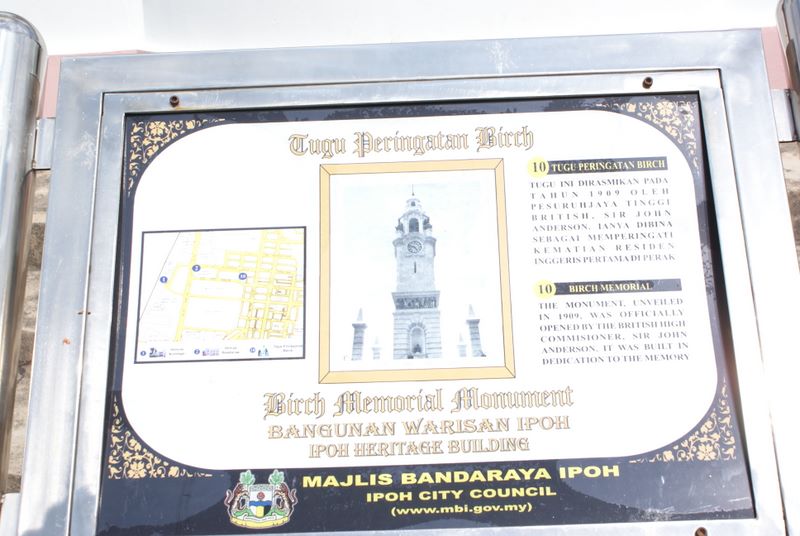 Tugu Peringatan Birch
10 TUGU PERINGATAN BIRCH
TUGU INI DIRASMIKAN PADA
TAHUN 1909 OLEH
PESURUHJAYA TINGGI
BRITISH, SIR JOHN
ANDERSON. IANYA DIBINA
SEBAGAI MEMPERINGATI
KEMATIAN RESIDEN
INGGERIS PERTAMA DI PERAK
10 BIRCH MEMORIAL
THE MONUMENT, UNVEILED
IN 1909, WAS OFFICIALLY
OPENED BY THE BRITISH HIGH
COMMISIONER, SIR JOHN
ANDERSON. IT WAS BUILT IN
DEDICATION TO THE MEMORY
Birch Memorial Monument
BANGUNAN WARISAN IPOH
IPOH HERITAGE BUILDING
MAJLIS BANDARAYA IPOH
IPOH CITY COUNCIL
(www.mbi.gov.my)